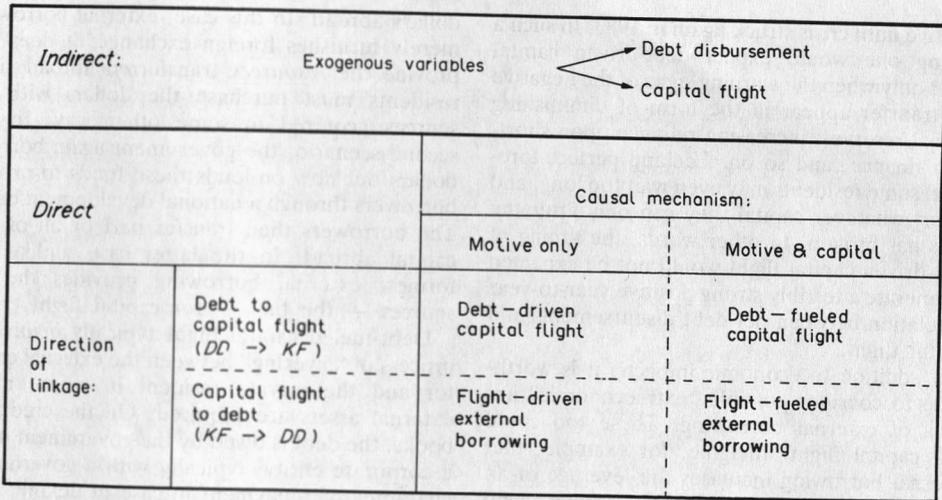 Indirect: Exogenous variables Debt disbursement
Capital flight
Direct
Causal mechanism:
Motive only Motive & capital
Direction of linkage:
Debt to capital flight (DD → KF)
Debt-driven capital flight
Debt-fueled capital flight
Capital flight to debt (KF → DD)
Flight-driven external borrowing
Flight-fueled external borrowing